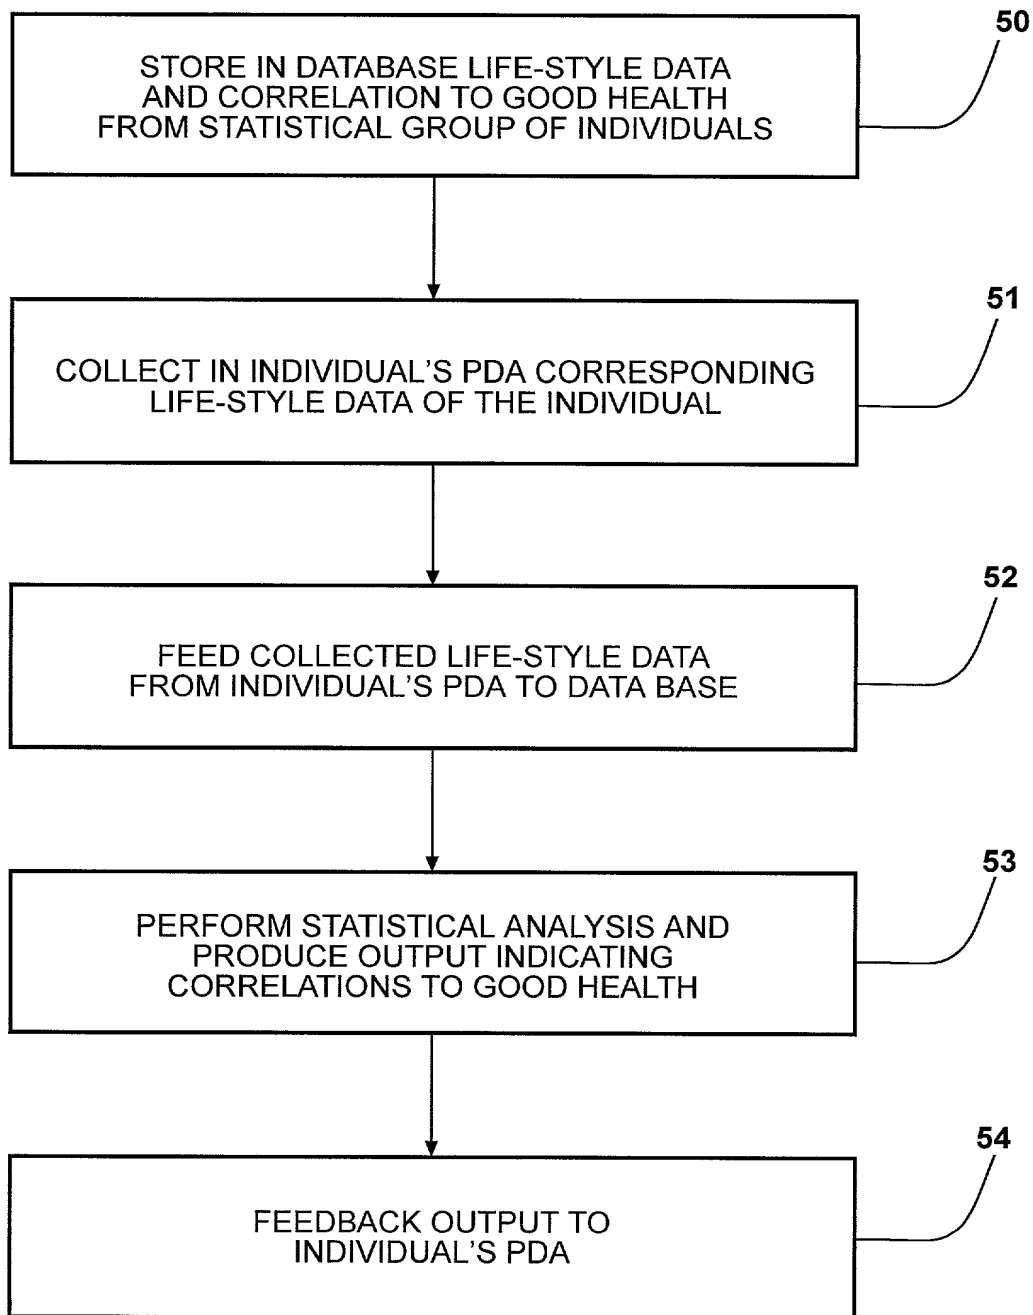 50
STORE IN DATABASE LIFE-STYLE DATA
AND CORRELATION TO GOOD HEALTH
FROM STATISTICAL GROUP OF INDIVIDUALS
51
COLLECT IN INDIVIDUAL'S PDA CORRESPONDING
LIFE-STYLE DATA OF THE INDIVIDUAL
52
FEED COLLECTED LIFE-STYLE DATA
FROM INDIVIDUAL'S PDA TO DATA BASE
53
PERFORM STATISTICAL ANALYSIS AND
PRODUCE OUTPUT INDICATING
CORRELATIONS TO GOOD HEALTH
54
FEEDBACK OUTPUT TO
INDIVIDUAL'S PDA